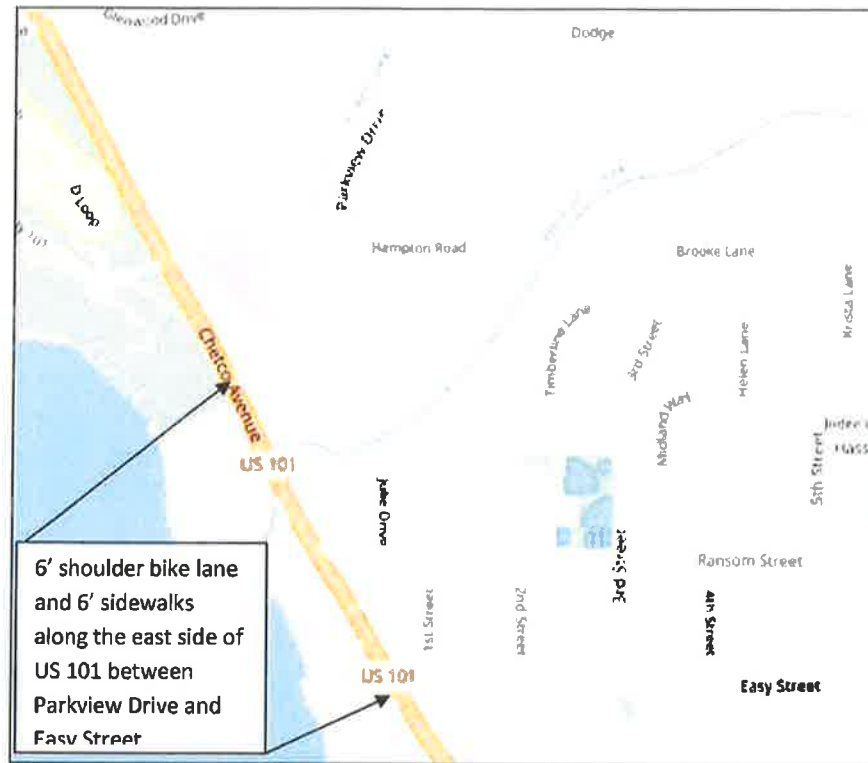 Glenwood Drive
Dodge
Parkview Drive
D Loop
Hampton Road
Brooke Lane
Krista Lane
Timberline Lane
3rd Street
Helen Lane
Chetco Avenue
Midland Way
US 101
5th Street
Julie Drive
3rd Street
Ransom Street
1st Street
2nd Street
4th Street
US 101
Easy Street
6' shoulder bike lane
and 6' sidewalks
along the east side of
US 101 between
Parkview Drive and
Easy Street